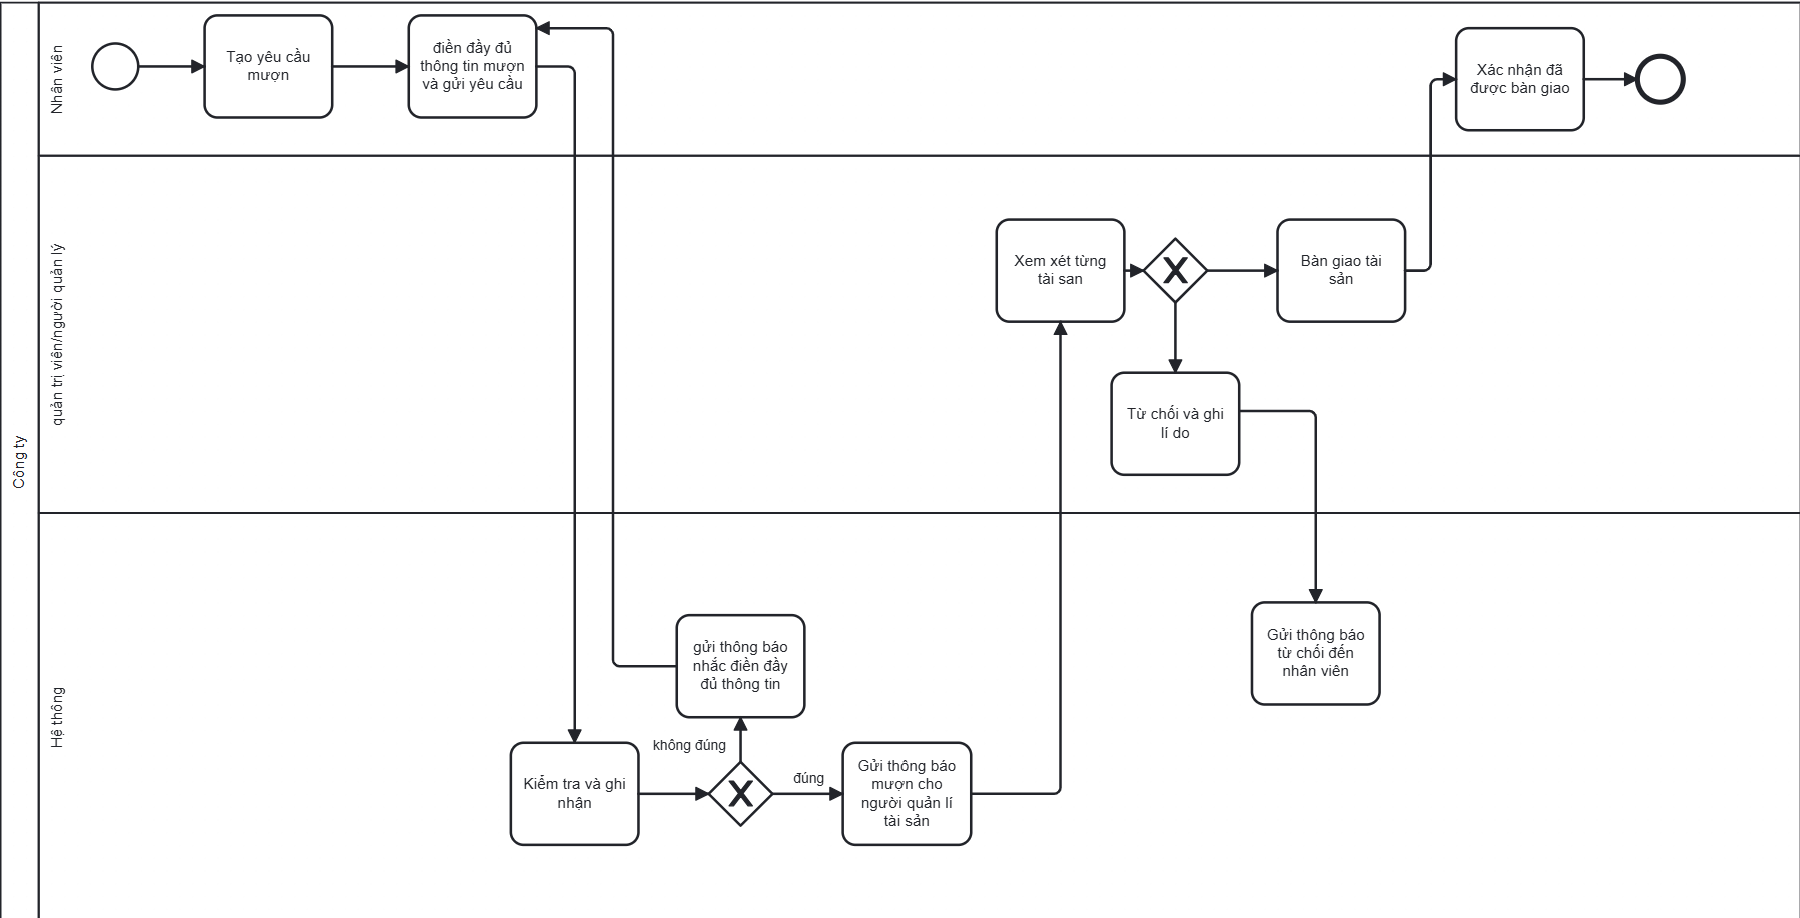 Công ty
Nhân viên
Tạo yêu cầu
mượn
điền đầy đủ
thông tin mượn
và gửi yêu cầu
Xác nhận đã
được bàn giao
quản trị viên/người quản lý
Xem xét từng
tài san
Bàn giao tài
sản
Từ chối và ghi
lí do
Hệ thông
gửi thông báo
nhắc điền đầy
đủ thông tin
Gửi thông báo
từ chối đến
nhân viên
không đúng
Kiểm tra và ghi
nhận
đúng
Gửi thông báo
mượn cho
người quản lí
tài sản